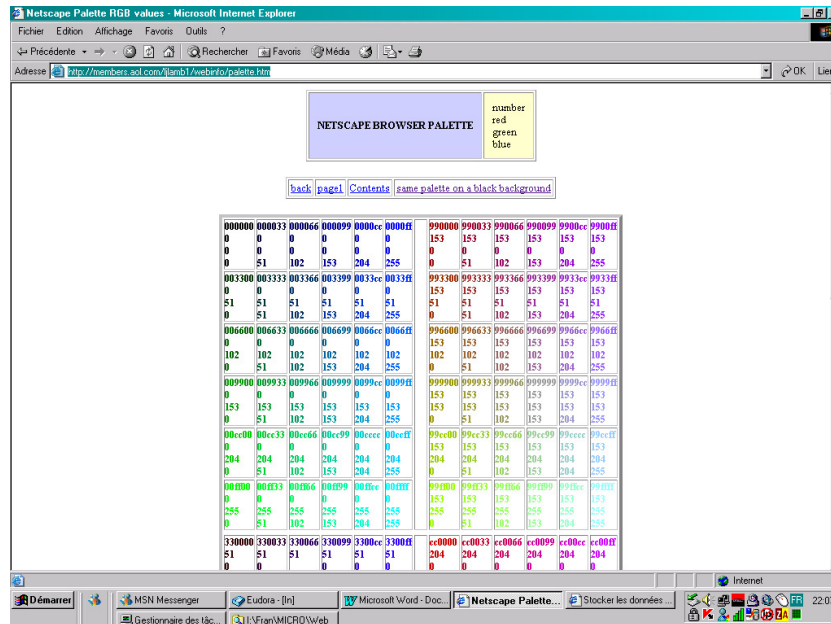 Netscape Palette RGB values - Microsoft Internet Explorer
Fichier Edition Affichage Favoris Outils ?
Précédente Rechercher Favoris Média
Adresse http://members.aol.com/jlamb1/webinfo/palette.htm OK Lien
NETSCAPE BROWSER PALETTE
number
red
green
blue
back page1 Contents same palette on a black background
000000 000033 000066 000099 0000cc 0000ff 990000 990033 990066 990099 9900cc 9900ff
0 0 0 0 0 0 153 153 153 153 153 153
0 0 0 0 0 0 0 0 0 0 0 0
0 51 102 153 204 255 0 51 102 153 204 255
003300 003333 003366 003399 0033cc 0033ff 993300 993333 993366 993399 9933cc 9933ff
0 0 0 0 0 0 153 153 153 153 153 153
51 51 51 51 51 51 51 51 51 51 51 51
0 51 102 153 204 255 0 51 102 153 204 255
006600 006633 006666 006699 0066cc 0066ff 996600 996633 996666 996699 9966cc 9966ff
0 0 0 0 0 0 153 153 153 153 153 153
102 102 102 102 102 102 102 102 102 102 102 102
0 51 102 153 204 255 0 51 102 153 204 255
009900 009933 009966 009999 0099cc 0099ff 999900 999933 999966 999999 9999cc 9999ff
0 0 0 0 0 0 153 153 153 153 153 153
153 153 153 153 153 153 153 153 153 153 153 153
0 51 102 153 204 255 0 51 102 153 204 255
00cc00 00cc33 00cc66 00cc99 00cccc 00ccff 99cc00 99cc33 99cc66 99cc99 99cccc 99ccff
0 0 0 0 0 0 153 153 153 153 153 153
204 204 204 204 204 204 204 204 204 204 204 204
0 51 102 153 204 255 0 51 102 153 204 255
00ff00 00ff33 00ff66 00ff99 00ffcc 00ffff 99ff00 99ff33 99ff66 99ff99 99ffcc 99ffff
0 0 0 0 0 0 153 153 153 153 153 153
255 255 255 255 255 255 255 255 255 255 255 255
0 51 102 153 204 255 0 51 102 153 204 255
330000 330033 330066 330099 3300cc 3300ff cc0000 cc0033 cc0066 cc0099 cc00cc cc00ff
51 51 51 51 51 51 204 204 204 204 204 204
0 0 0 0 0 0 0 0 0 0 0 0
Internet
Démarrer MSN Messenger Eudora - [In] Microsoft Word - Doc... Netscape Palette... Stocker les données ... FR 22:07
Gestionnaire des tâc... I:\Fran\MICRO\Web